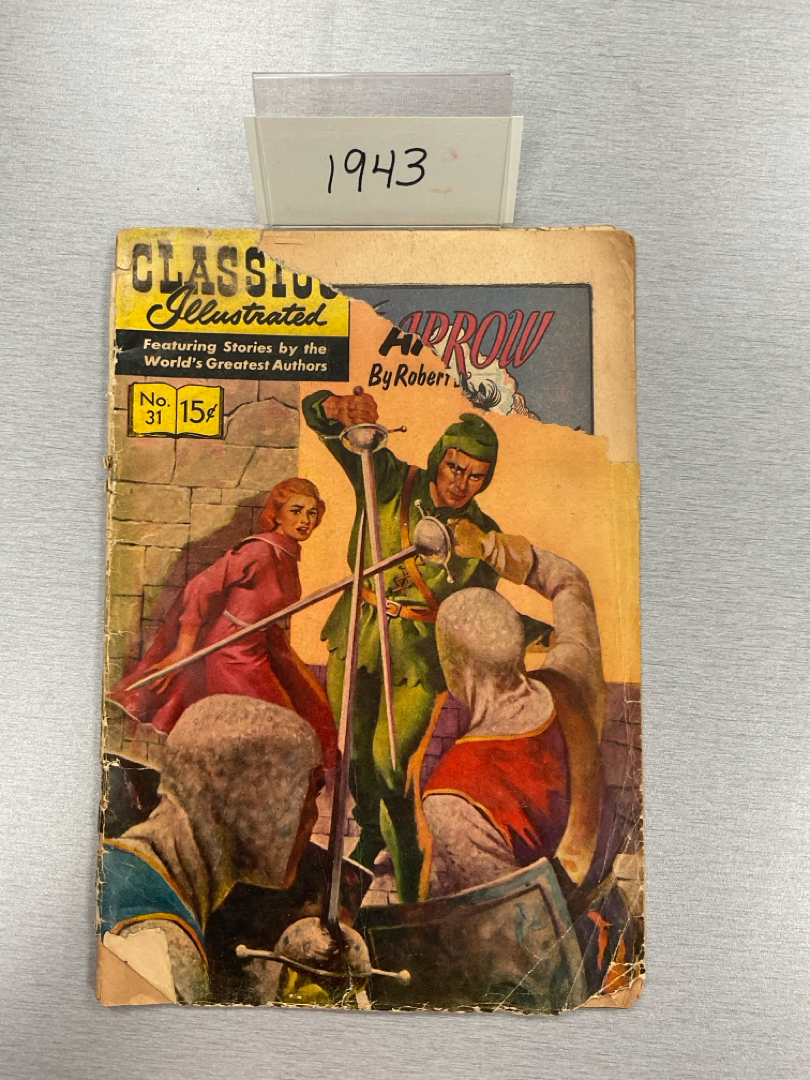 1943
CLASSICS
Illustrated
Featuring Stories by the
World's Greatest Authors
No.
31
15¢
ARROW
By Robert